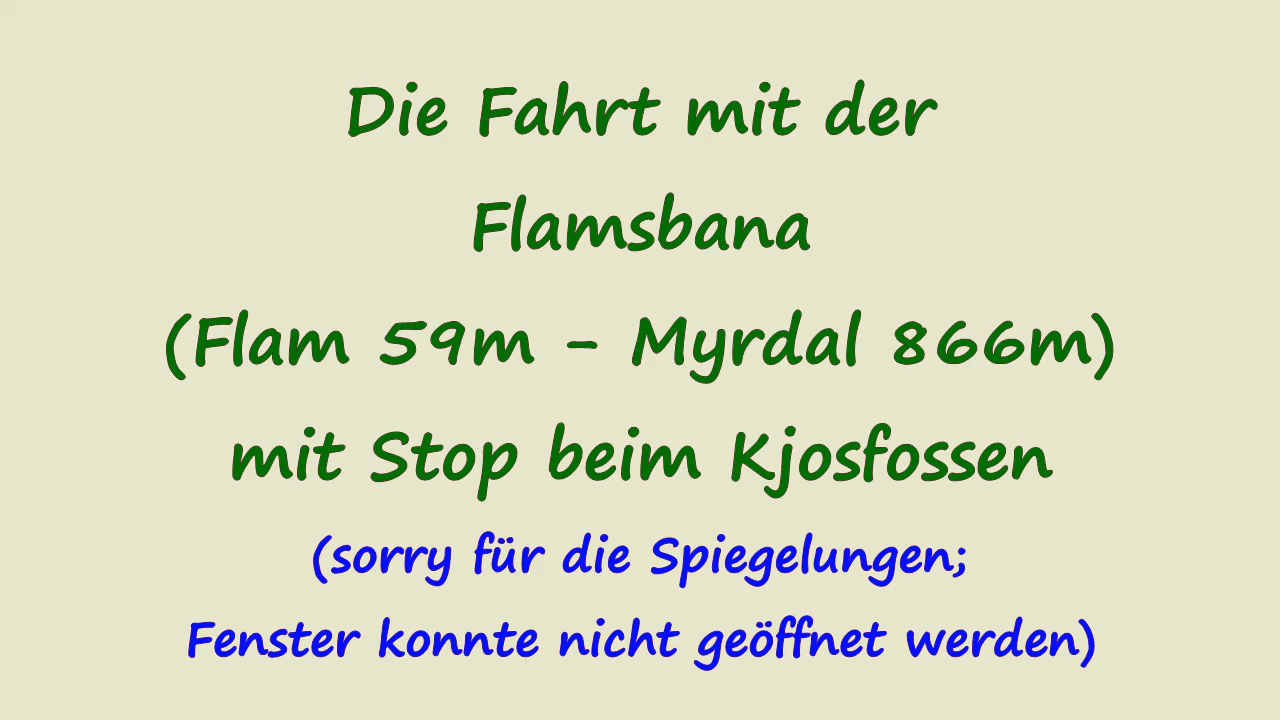 Die Fahrt mit der
Flamsbana
(Flam 59m - Myrdal 866m)
mit Stop beim Kjosfossen
(sorry für die Spiegelungen;
Fenster konnte nicht geöffnet werden)